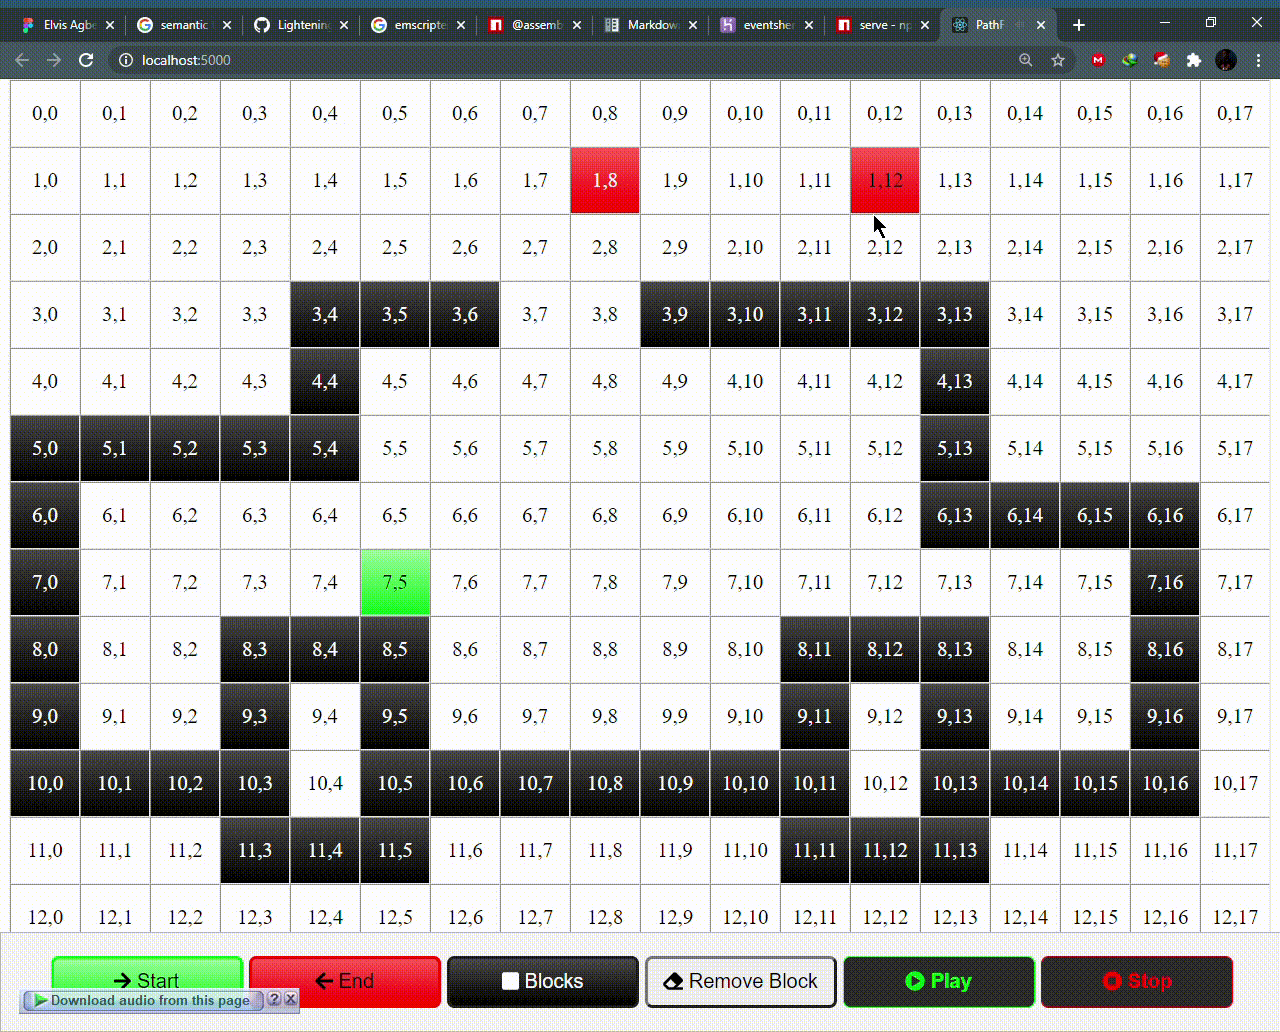 Elvis Agbe
semantic
Lightenin
emscripte
@assemb
Markdow
eventshe
serve - np
PathF
localhost:5000
0,0 0,1 0,2 0,3 0,4 0,5 0,6 0,7 0,8 0,9 0,10 0,11 0,12 0,13 0,14 0,15 0,16 0,17
1,0 1,1 1,2 1,3 1,4 1,5 1,6 1,7 1,8 1,9 1,10 1,11 1,12 1,13 1,14 1,15 1,16 1,17
2,0 2,1 2,2 2,3 2,4 2,5 2,6 2,7 2,8 2,9 2,10 2,11 2,12 2,13 2,14 2,15 2,16 2,17
3,0 3,1 3,2 3,3 3,4 3,5 3,6 3,7 3,8 3,9 3,10 3,11 3,12 3,13 3,14 3,15 3,16 3,17
4,0 4,1 4,2 4,3 4,4 4,5 4,6 4,7 4,8 4,9 4,10 4,11 4,12 4,13 4,14 4,15 4,16 4,17
5,0 5,1 5,2 5,3 5,4 5,5 5,6 5,7 5,8 5,9 5,10 5,11 5,12 5,13 5,14 5,15 5,16 5,17
6,0 6,1 6,2 6,3 6,4 6,5 6,6 6,7 6,8 6,9 6,10 6,11 6,12 6,13 6,14 6,15 6,16 6,17
7,0 7,1 7,2 7,3 7,4 7,5 7,6 7,7 7,8 7,9 7,10 7,11 7,12 7,13 7,14 7,15 7,16 7,17
8,0 8,1 8,2 8,3 8,4 8,5 8,6 8,7 8,8 8,9 8,10 8,11 8,12 8,13 8,14 8,15 8,16 8,17
9,0 9,1 9,2 9,3 9,4 9,5 9,6 9,7 9,8 9,9 9,10 9,11 9,12 9,13 9,14 9,15 9,16 9,17
10,0 10,1 10,2 10,3 10,4 10,5 10,6 10,7 10,8 10,9 10,10 10,11 10,12 10,13 10,14 10,15 10,16 10,17
11,0 11,1 11,2 11,3 11,4 11,5 11,6 11,7 11,8 11,9 11,10 11,11 11,12 11,13 11,14 11,15 11,16 11,17
12,0 12,1 12,2 12,3 12,4 12,5 12,6 12,7 12,8 12,9 12,10 12,11 12,12 12,13 12,14 12,15 12,16 12,17
Start
End
Blocks
Remove Block
Play
Stop
Download audio from this page ? X